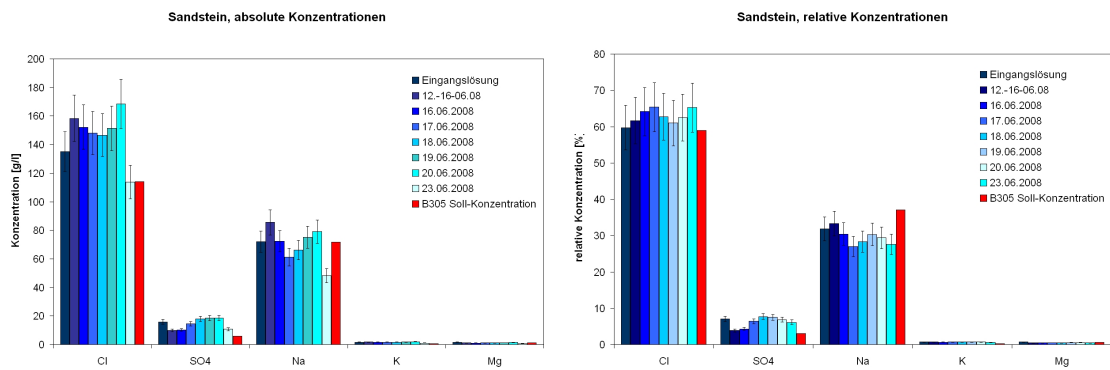 Sandstein, absolute Konzentrationen
Konzentration [g/l]
200
180
160
140
120
100
80
60
40
20
0
Cl
SO4
Na
K
Mg
Eingangslösung
12.-16-06.08
16.06.2008
17.06.2008
18.06.2008
19.06.2008
20.06.2008
23.06.2008
B305 Soll-Konzentration
Sandstein, relative Konzentrationen
relative Konzentration [%]
80
70
60
50
40
30
20
10
0
Cl
SO4
Na
K
Mg
Eingangslösung
12.-16-06.08
16.06.2008
17.06.2008
18.06.2008
19.06.2008
20.06.2008
23.06.2008
B305 Soll-Konzentration